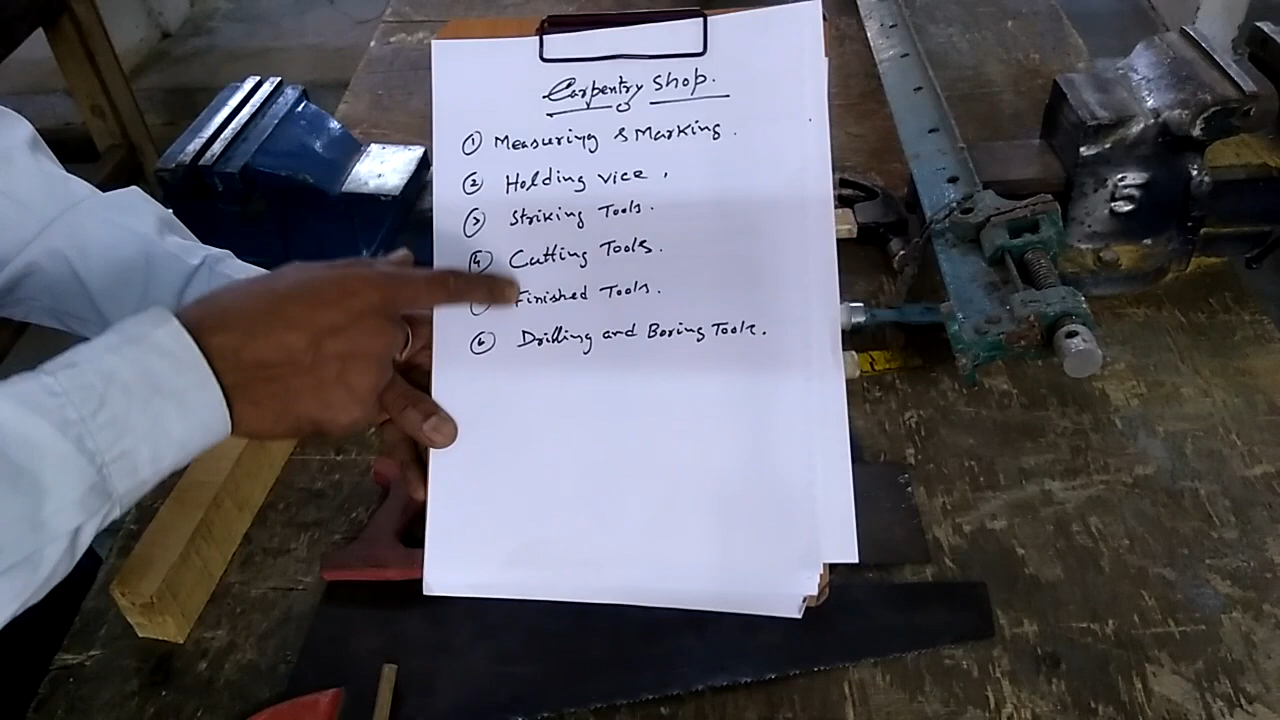 Carpentry Shop.
① Measuring & Marking.
② Holding vice.
③ Striking Tools.
④ Cutting Tools.
Finished Tools.
⑥ Drilling and Boring Tools.
5